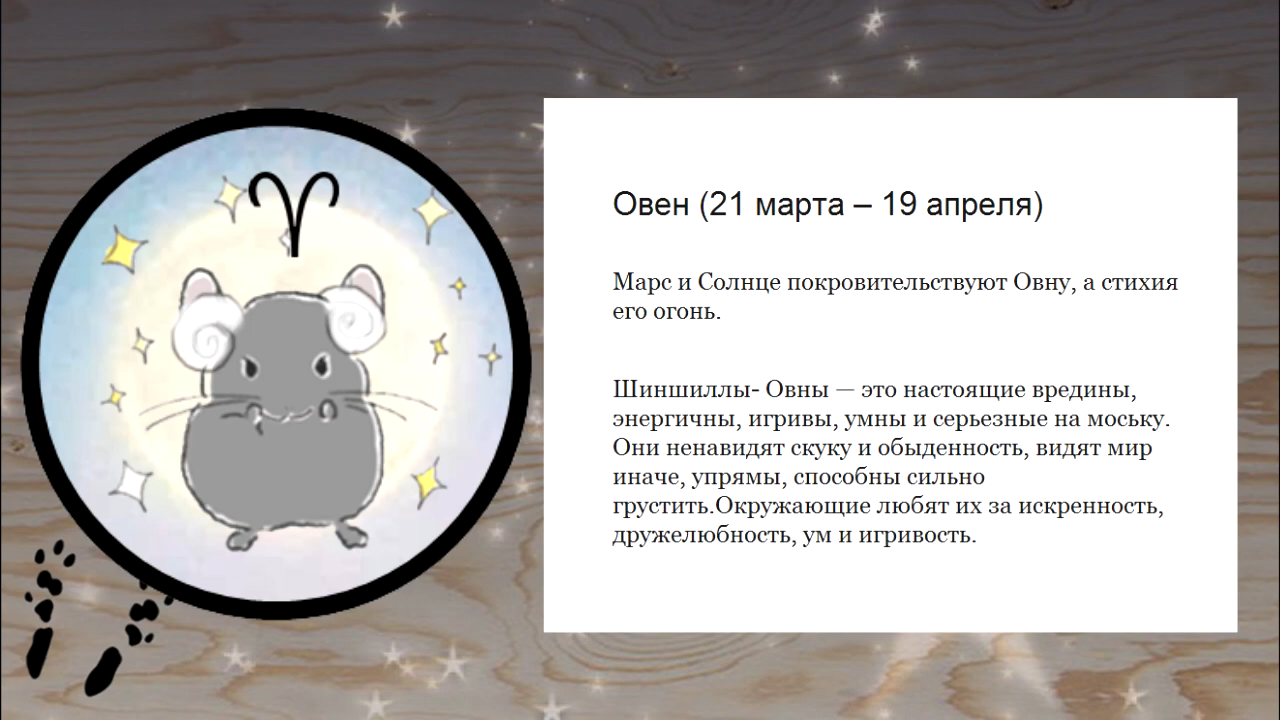 Овен (21 марта – 19 апреля)
Марс и Солнце покровительствуют Овну, а стихия
его огонь.
Шиншиллы- Овны — это настоящие вредины,
энергичны, игривы, умны и серьезные на моську.
Они ненавидят скуку и обыденность, видят мир
иначе, упрямы, способны сильно
грустить.Окружающие любят их за искренность,
дружелюбность, ум и игривость.